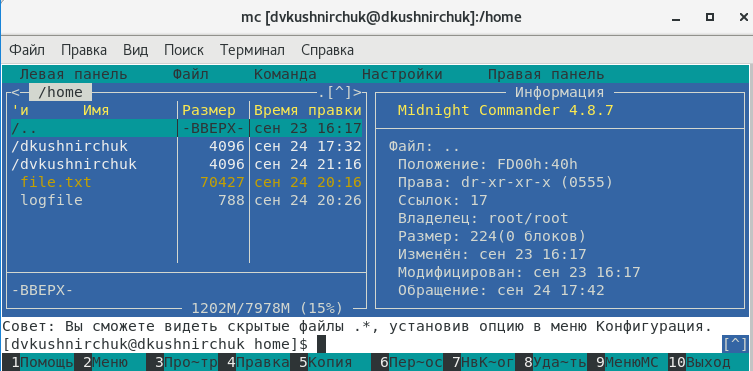 mc [dvkushnirchuk@dkushnirchuk]:/home
Файл Правка Вид Поиск Терминал Справка
Левая панель Файл Команда Настройки Правая панель
<─ /home .[^]>
'и Имя Размер Время правки
/.. -ВВЕРХ- сен 23 16:17
/dkushnirchuk 4096 сен 24 17:32
/dvkushnirchuk 4096 сен 24 21:16
file.txt 70427 сен 24 20:16
logfile 788 сен 24 20:26
-ВВЕРХ-
1202M/7978M (15%)
Информация
Midnight Commander 4.8.7
Файл: ..
Положение: FD00h:40h
Права: dr-xr-xr-x (0555)
Ссылок: 17
Владелец: root/root
Размер: 224(0 блоков)
Изменён: сен 23 16:17
Модифицирован: сен 23 16:17
Обращение: сен 24 17:42
Совет: Вы сможете видеть скрытые файлы .*, установив опцию в меню Конфигурация.
[dvkushnirchuk@dkushnirchuk home]$ [^]
1Помощь 2Меню 3Про~тр 4Правка 5Копия 6Пер~ос 7НвК~ог 8Уда~ть 9МенюМС 10Выход